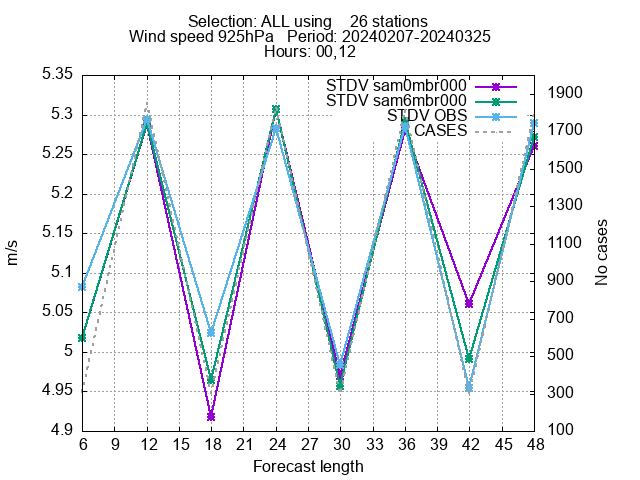 Selection: ALL using    26 stations
Wind speed 925hPa   Period: 20240207-20240325
Hours: 00,12
STDV sam0mbr000
STDV sam6mbr000
STDV OBS
CASES
5.35
5.3
5.25
5.2
5.15
5.1
5.05
5
4.95
4.9
m/s
1900
1700
1500
1300
1100
900
700
500
300
100
No cases
6 9 12 15 18 21 24 27 30 33 36 39 42 45 48
Forecast length